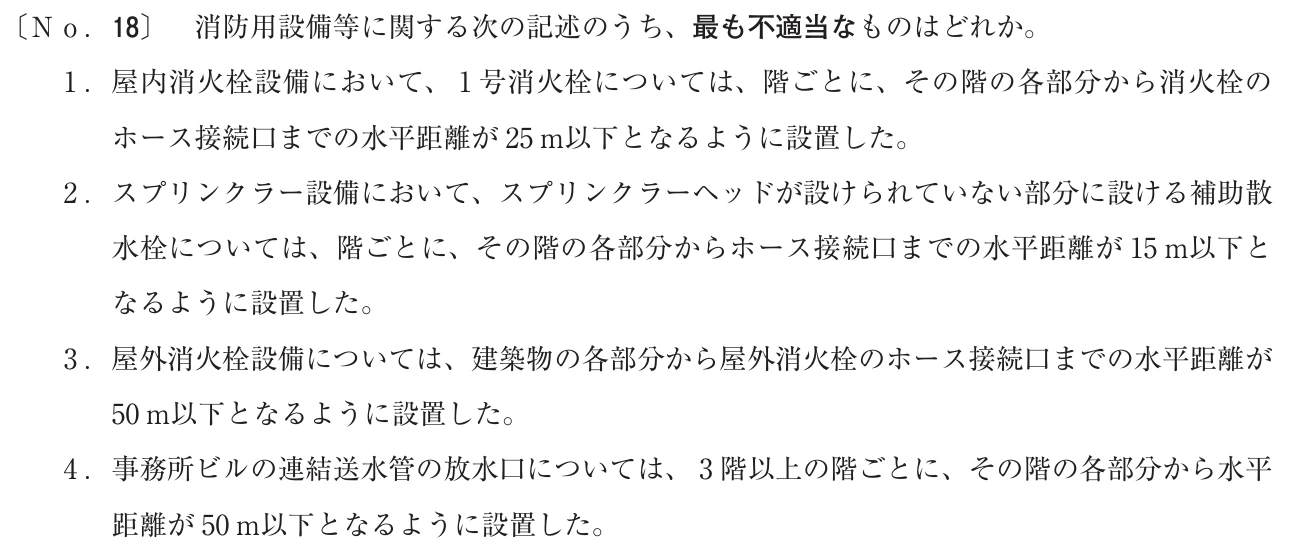 〔Ｎｏ．18〕　消防用設備等に関する次の記述のうち、最も不適当なものはどれか。
１．屋内消火栓設備において、１号消火栓については、階ごとに、その階の各部分から消火栓の
ホース接続口までの水平距離が 25 m以下となるように設置した。
２．スプリンクラー設備において、スプリンクラーヘッドが設けられていない部分に設ける補助散
水栓については、階ごとに、その階の各部分からホース接続口までの水平距離が 15 m以下と
なるように設置した。
３．屋外消火栓設備については、建築物の各部分から屋外消火栓のホース接続口までの水平距離が
50 m以下となるように設置した。
４．事務所ビルの連結送水管の放水口については、３階以上の階ごとに、その階の各部分から水平
距離が 50 m以下となるように設置した。